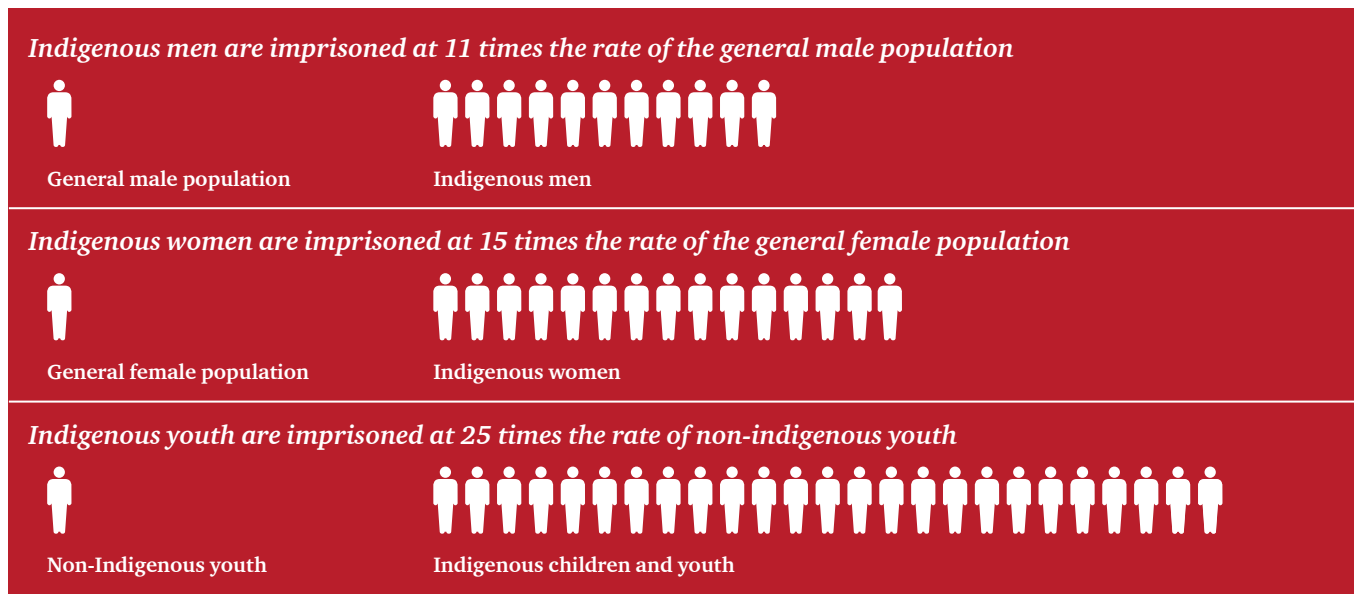 Indigenous men are imprisoned at 11 times the rate of the general male population
General male population
Indigenous men
Indigenous women are imprisoned at 15 times the rate of the general female population
General female population
Indigenous women
Indigenous youth are imprisoned at 25 times the rate of non-indigenous youth
Non-Indigenous youth
Indigenous children and youth